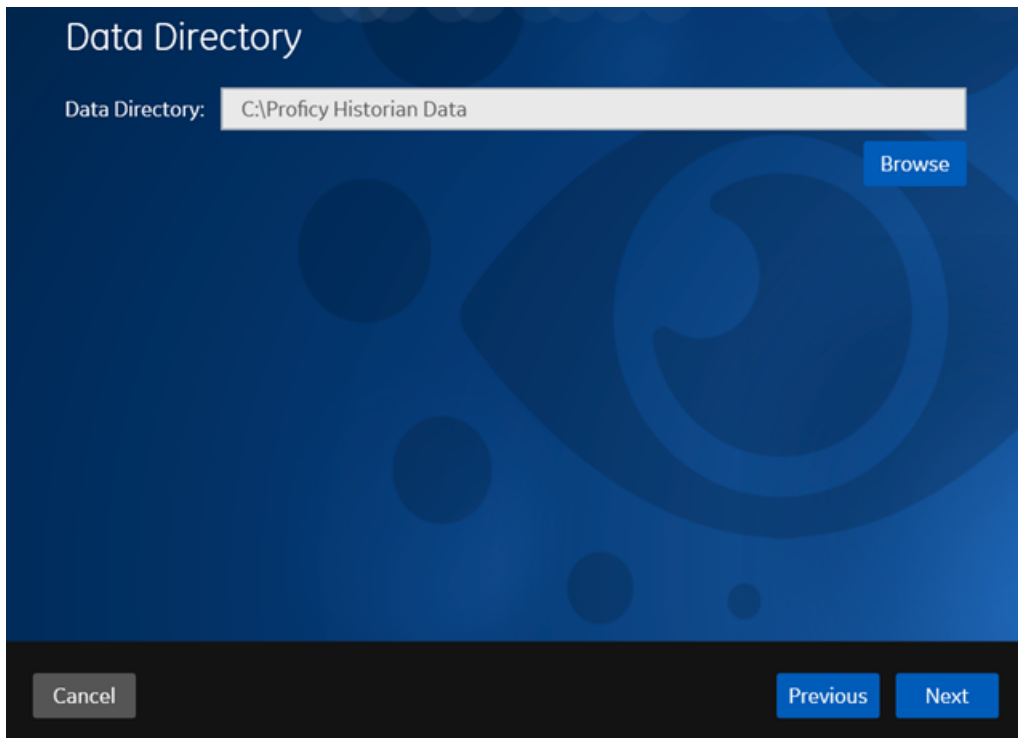 Data Directory
Data Directory: C:\Proficy Historian Data
Browse
Cancel Previous Next